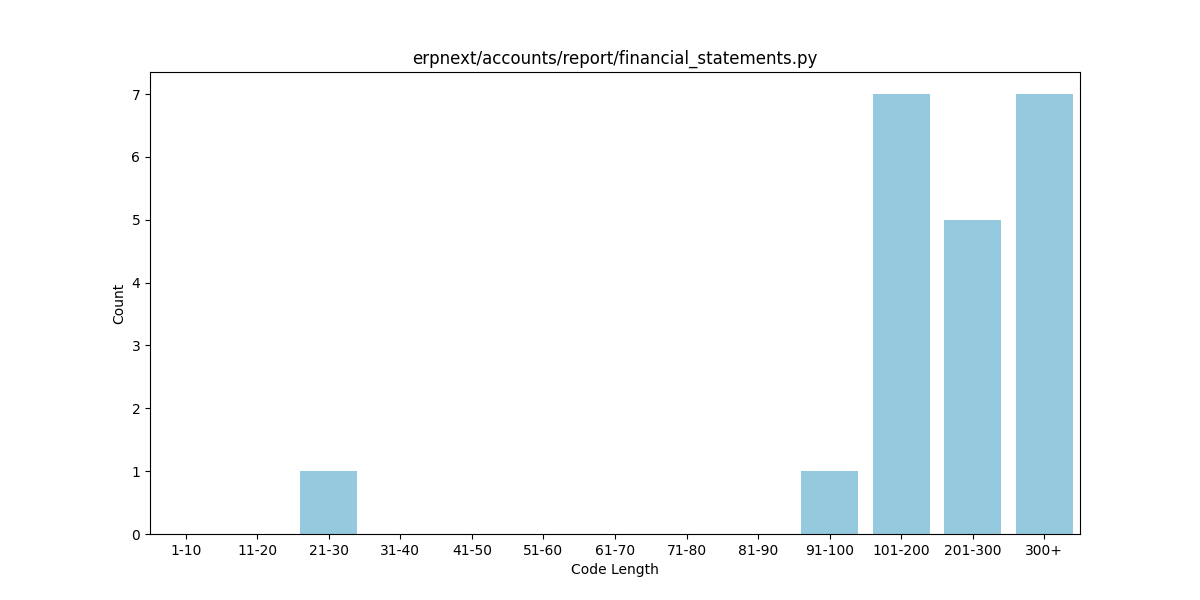 erpnext/accounts/report/financial_statements.py
7
6
5
4
3
2
1
0
Count
1-10 11-20 21-30 31-40 41-50 51-60 61-70 71-80 81-90 91-100 101-200 201-300 300+
Code Length